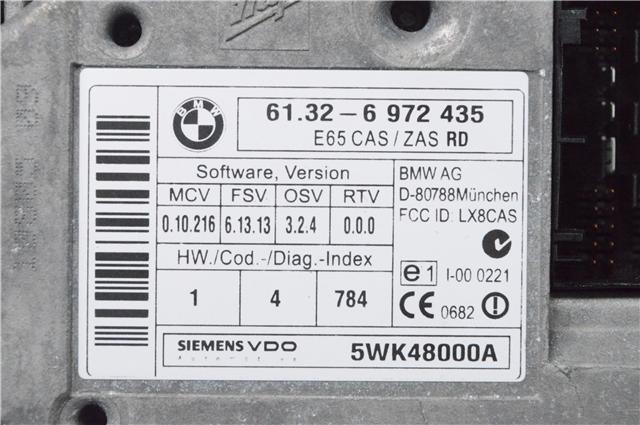 BMW
61.32-6 972 435
E65 CAS/ZAS RD
Software, Version
MCV FSV OSV RTV
0.10.216 6.13.13 3.2.4 0.0.0
HW./Cod.-/Diag.-Index
1 4 784
BMW AG
D-80788München
FCC ID: LX8CAS
e1 I-00 0221
CE 0682
SIEMENS VDO
5WK48000A